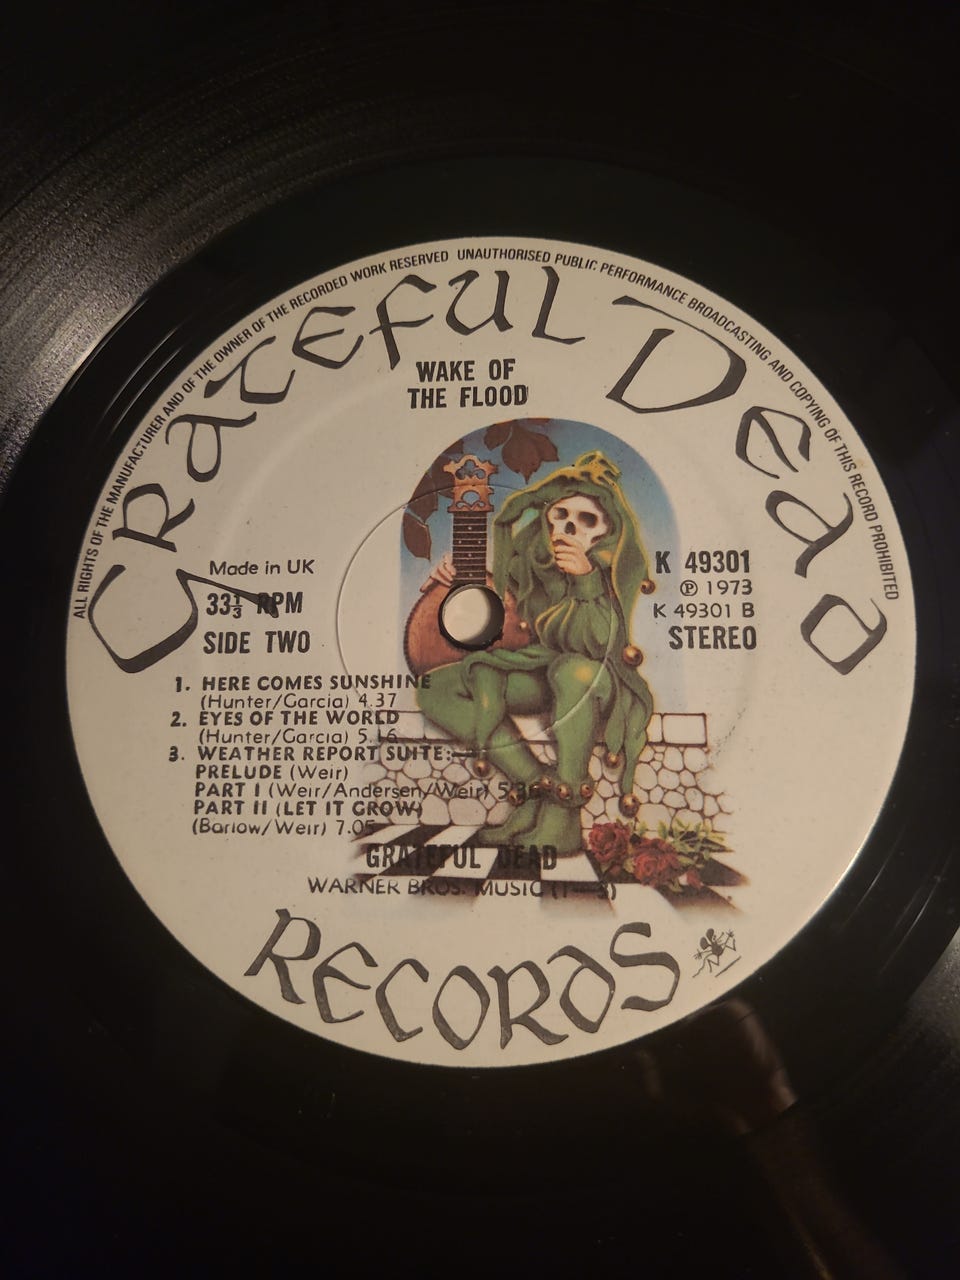 ALL RIGHTS OF THE MANUFACTURER AND OF THE OWNER OF THE RECORDED WORK RESERVED UNAUTHORISED PUBLIC PERFORMANCE BROADCASTING AND COPYING OF THIS RECORD PROHIBITED
GRATEFUL DEAD
WAKE OF
THE FLOOD
Made in UK
33⅓ RPM
SIDE TWO
K 49301
Ⓟ 1973
K 49301 B
STEREO
1. HERE COMES SUNSHINE
(Hunter/Garcia) 4.37
2. EYES OF THE WORLD
(Hunter/Garcia) 5.16
3. WEATHER REPORT SUITE:—
PRELUDE (Weir)
PART I (Weir/Andersen/Weir) 5.36
PART II (LET IT GROW)
(Barlow/Weir) 7.05
GRATEFUL DEAD
WARNER BROS. MUSIC (1—3)
RECORDS